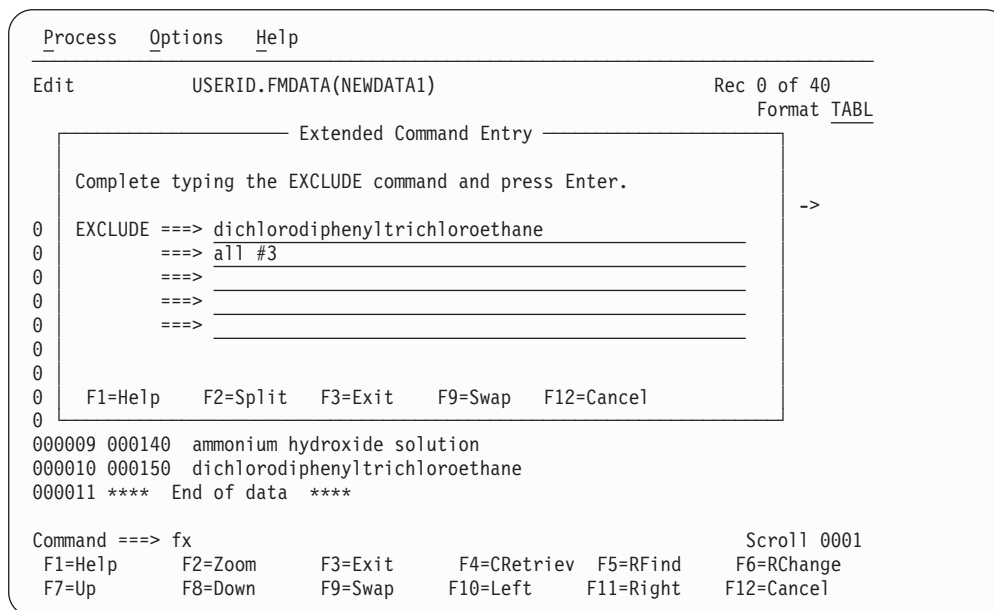 Process Options Help
Edit USERID.FMDATA(NEWDATA1) Rec 0 of 40
Format TABL
Extended Command Entry
Complete typing the EXCLUDE command and press Enter.
->
0 EXCLUDE ===> dichlorodiphenyltrichloroethane
0 ===> all #3
0 ===>
0 ===>
0 ===>
0
0
0 F1=Help F2=Split F3=Exit F9=Swap F12=Cancel
0
000009 000140 ammonium hydroxide solution
000010 000150 dichlorodiphenyltrichloroethane
000011 **** End of data ****
Command ===> fx Scroll 0001
F1=Help F2=Zoom F3=Exit F4=CRetriev F5=RFind F6=RChange
F7=Up F8=Down F9=Swap F10=Left F11=Right F12=Cancel